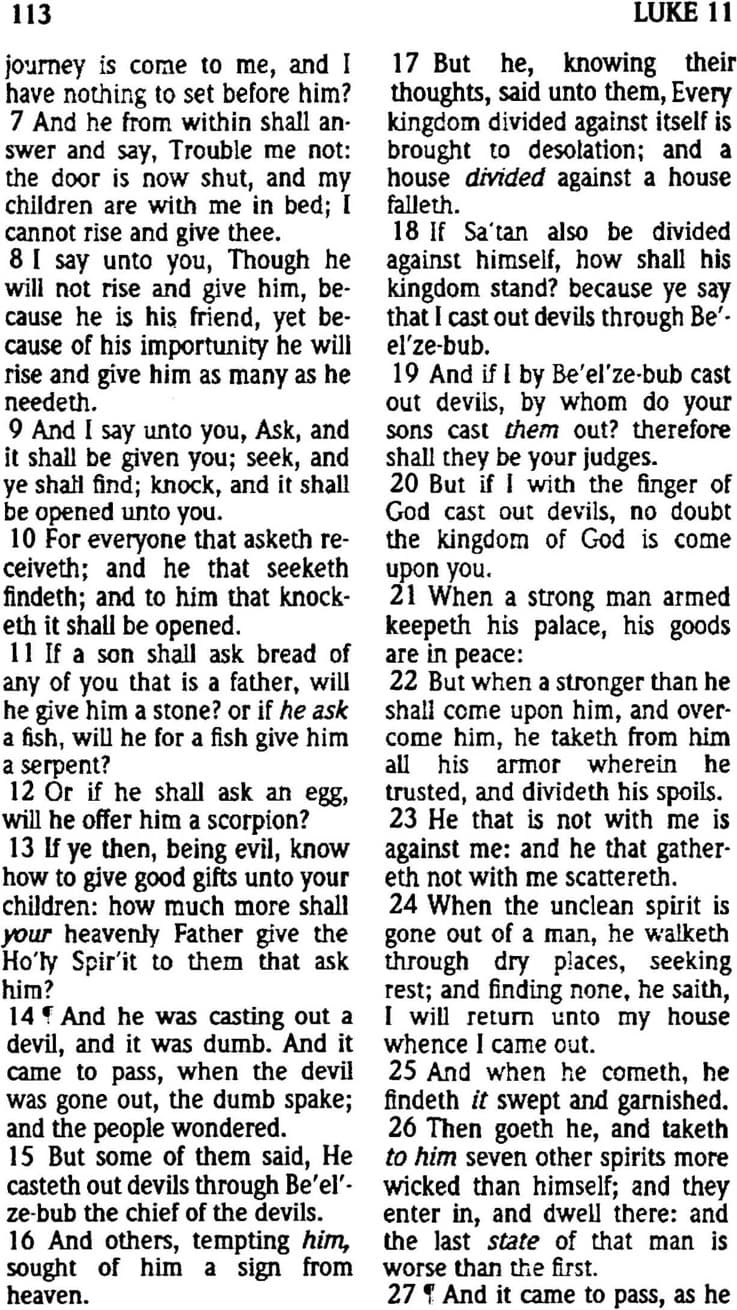 113
LUKE 11
journey is come to me, and I
have nothing to set before him?
7 And he from within shall an-
swer and say, Trouble me not:
the door is now shut, and my
children are with me in bed; I
cannot rise and give thee.
8 I say unto you, Though he
will not rise and give him, be-
cause he is his friend, yet be-
cause of his importunity he will
rise and give him as many as he
needeth.
9 And I say unto you, Ask, and
it shall be given you; seek, and
ye shall find; knock, and it shall
be opened unto you.
10 For everyone that asketh re-
ceiveth; and he that seeketh
findeth; and to him that knock-
eth it shall be opened.
11 If a son shall ask bread of
any of you that is a father, will
he give him a stone? or if he ask
a fish, will he for a fish give him
a serpent?
12 Or if he shall ask an egg,
will he offer him a scorpion?
13 If ye then, being evil, know
how to give good gifts unto your
children: how much more shall
your heavenly Father give the
Ho'ly Spir'it to them that ask
him?
14 ¶ And he was casting out a
devil, and it was dumb. And it
came to pass, when the devil
was gone out, the dumb spake;
and the people wondered.
15 But some of them said, He
casteth out devils through Be'el'-
ze-bub the chief of the devils.
16 And others, tempting him,
sought of him a sign from
heaven.
17 But he, knowing their
thoughts, said unto them, Every
kingdom divided against itself is
brought to desolation; and a
house divided against a house
falleth.
18 If Sa'tan also be divided
against himself, how shall his
kingdom stand? because ye say
that I cast out devils through Be'-
el'ze-bub.
19 And if I by Be'el'ze-bub cast
out devils, by whom do your
sons cast them out? therefore
shall they be your judges.
20 But if I with the finger of
God cast out devils, no doubt
the kingdom of God is come
upon you.
21 When a strong man armed
keepeth his palace, his goods
are in peace:
22 But when a stronger than he
shall come upon him, and over-
come him, he taketh from him
all his armor wherein he
trusted, and divideth his spoils.
23 He that is not with me is
against me: and he that gather-
eth not with me scattereth.
24 When the unclean spirit is
gone out of a man, he walketh
through dry places, seeking
rest; and finding none, he saith,
I will return unto my house
whence I came out.
25 And when he cometh, he
findeth it swept and garnished.
26 Then goeth he, and taketh
to him seven other spirits more
wicked than himself; and they
enter in, and dwell there: and
the last state of that man is
worse than the first.
27 ¶ And it came to pass, as he